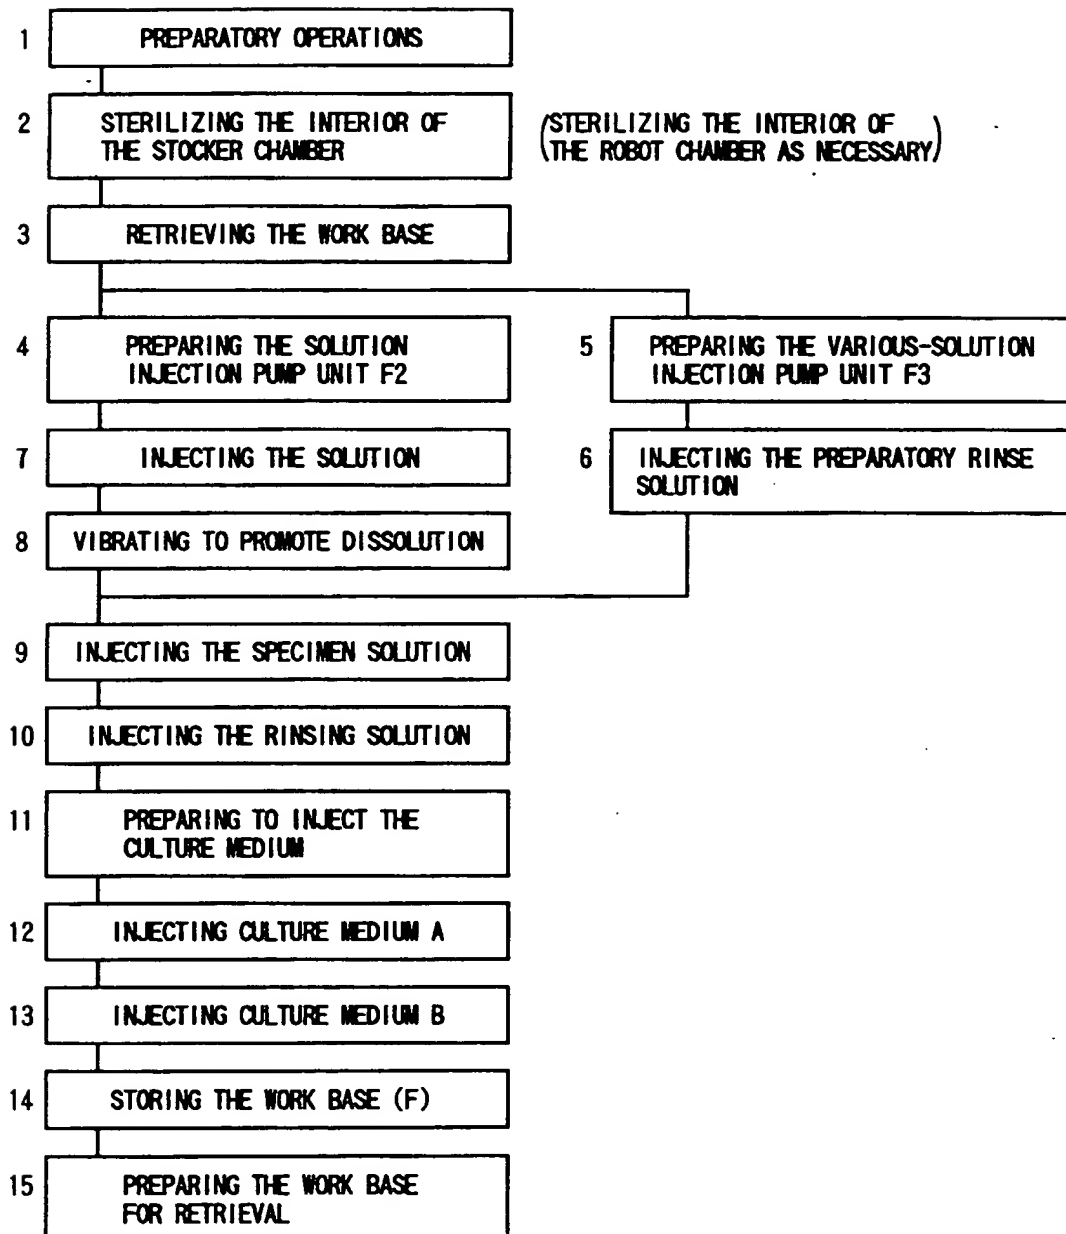 1 PREPARATORY OPERATIONS
2 STERILIZING THE INTERIOR OF
THE STOCKER CHAMBER
(STERILIZING THE INTERIOR OF
THE ROBOT CHAMBER AS NECESSARY)
3 RETRIEVING THE WORK BASE
4 PREPARING THE SOLUTION
INJECTION PUMP UNIT F2
5 PREPARING THE VARIOUS-SOLUTION
INJECTION PUMP UNIT F3
7 INJECTING THE SOLUTION
6 INJECTING THE PREPARATORY RINSE
SOLUTION
8 VIBRATING TO PROMOTE DISSOLUTION
9 INJECTING THE SPECIMEN SOLUTION
10 INJECTING THE RINSING SOLUTION
11 PREPARING TO INJECT THE
CULTURE MEDIUM
12 INJECTING CULTURE MEDIUM A
13 INJECTING CULTURE MEDIUM B
14 STORING THE WORK BASE (F)
15 PREPARING THE WORK BASE
FOR RETRIEVAL